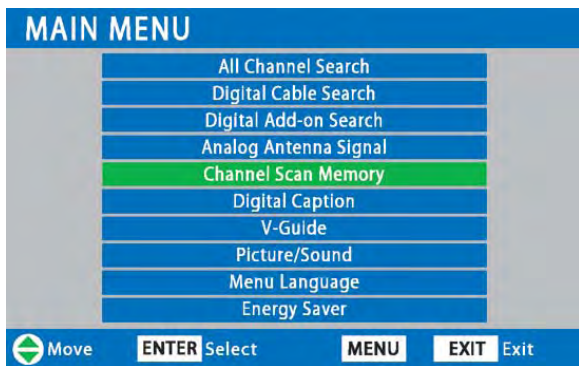 MAIN MENU
All Channel Search
Digital Cable Search
Digital Add-on Search
Analog Antenna Signal
Channel Scan Memory
Digital Caption
V-Guide
Picture/Sound
Menu Language
Energy Saver
Move ENTER Select MENU EXIT Exit